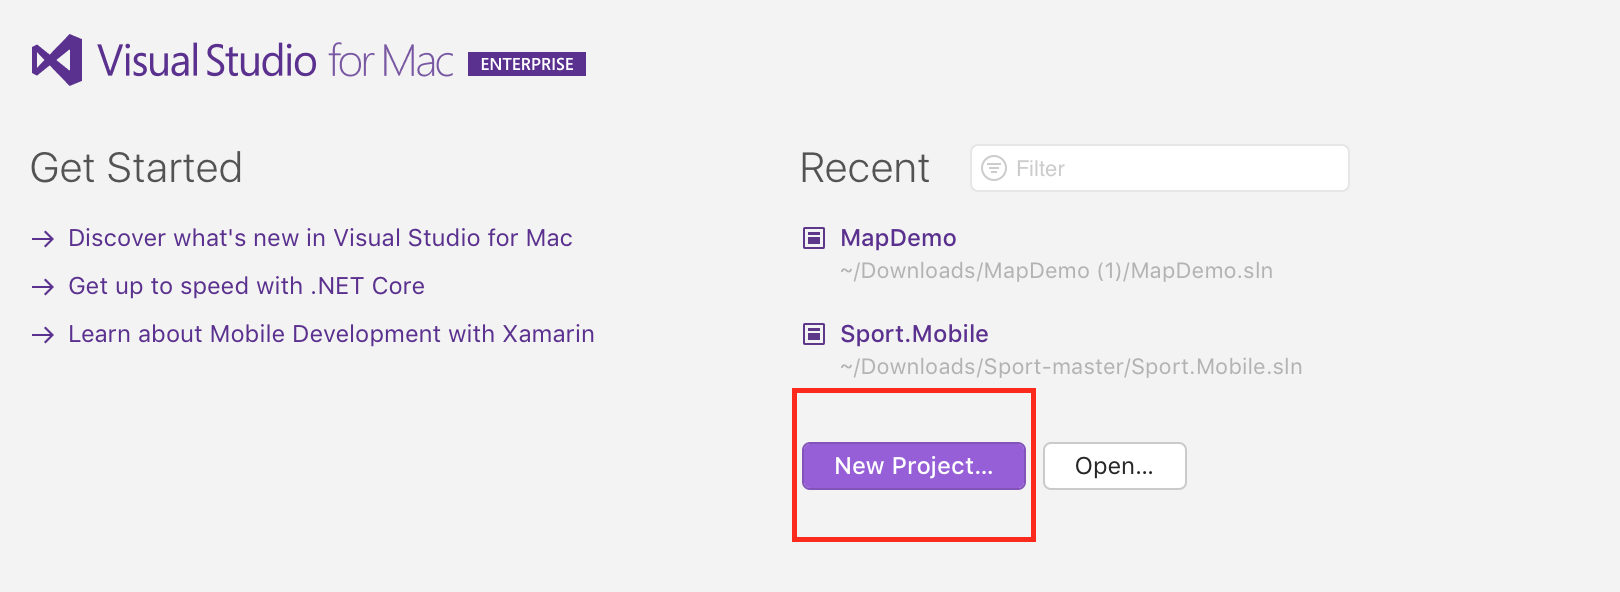 Visual Studio for Mac ENTERPRISE
Get Started
Discover what's new in Visual Studio for Mac
Get up to speed with .NET Core
Learn about Mobile Development with Xamarin
Recent
Filter
MapDemo
~/Downloads/MapDemo (1)/MapDemo.sln
Sport.Mobile
~/Downloads/Sport-master/Sport.Mobile.sln
New Project...
Open...